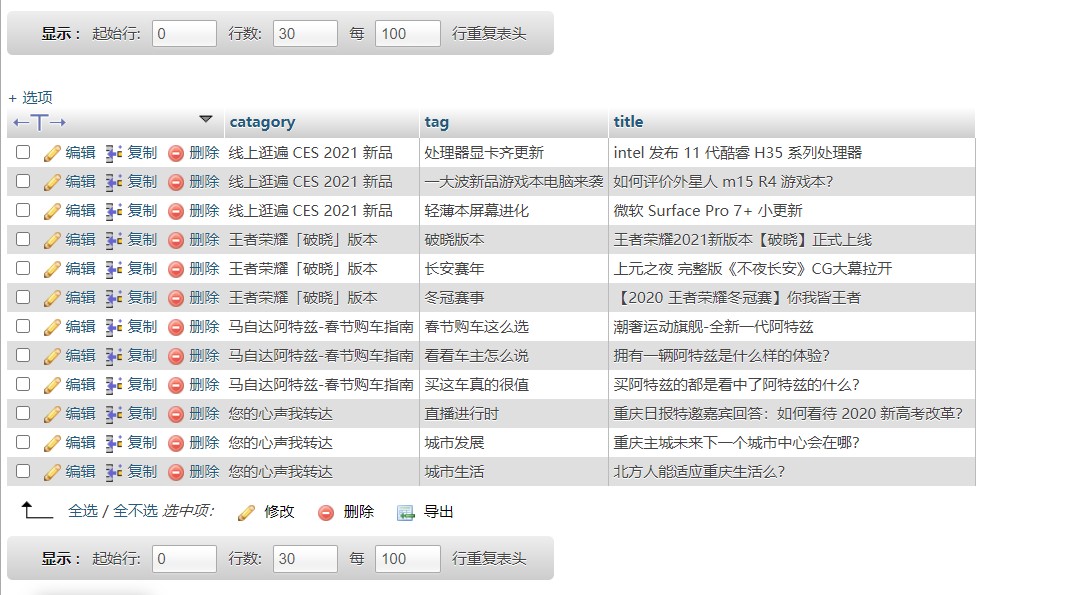 显示： 起始行: 0 行数: 30 每 100 行重复表头
+ 选项
←T→ catagory tag title
编辑 复制 删除 线上逛遍 CES 2021 新品 处理器显卡齐更新 intel 发布 11 代酷睿 H35 系列处理器
编辑 复制 删除 线上逛遍 CES 2021 新品 一大波新品游戏本电脑来袭 如何评价外星人 m15 R4 游戏本?
编辑 复制 删除 线上逛遍 CES 2021 新品 轻薄本屏幕进化 微软 Surface Pro 7+ 小更新
编辑 复制 删除 王者荣耀「破晓」版本 破晓版本 王者荣耀2021新版本【破晓】正式上线
编辑 复制 删除 王者荣耀「破晓」版本 长安赛年 上元之夜 完整版《不夜长安》CG大幕拉开
编辑 复制 删除 王者荣耀「破晓」版本 冬冠赛事 【2020 王者荣耀冬冠赛】你我皆王者
编辑 复制 删除 马自达阿特兹-春节购车指南 春节购车这么选 潮奢运动旗舰-全新一代阿特兹
编辑 复制 删除 马自达阿特兹-春节购车指南 看看车主怎么说 拥有一辆阿特兹是什么样的体验?
编辑 复制 删除 马自达阿特兹-春节购车指南 买这车真的很值 买阿特兹的都是看中了阿特兹的什么?
编辑 复制 删除 您的心声我转达 直播进行时 重庆日报特邀嘉宾回答：如何看待 2020 新高考改革?
编辑 复制 删除 您的心声我转达 城市发展 重庆主城未来下一个城市中心会在哪?
编辑 复制 删除 您的心声我转达 城市生活 北方人能适应重庆生活么?
全选 / 全不选 选中项: 修改 删除 导出
显示： 起始行: 0 行数: 30 每 100 行重复表头